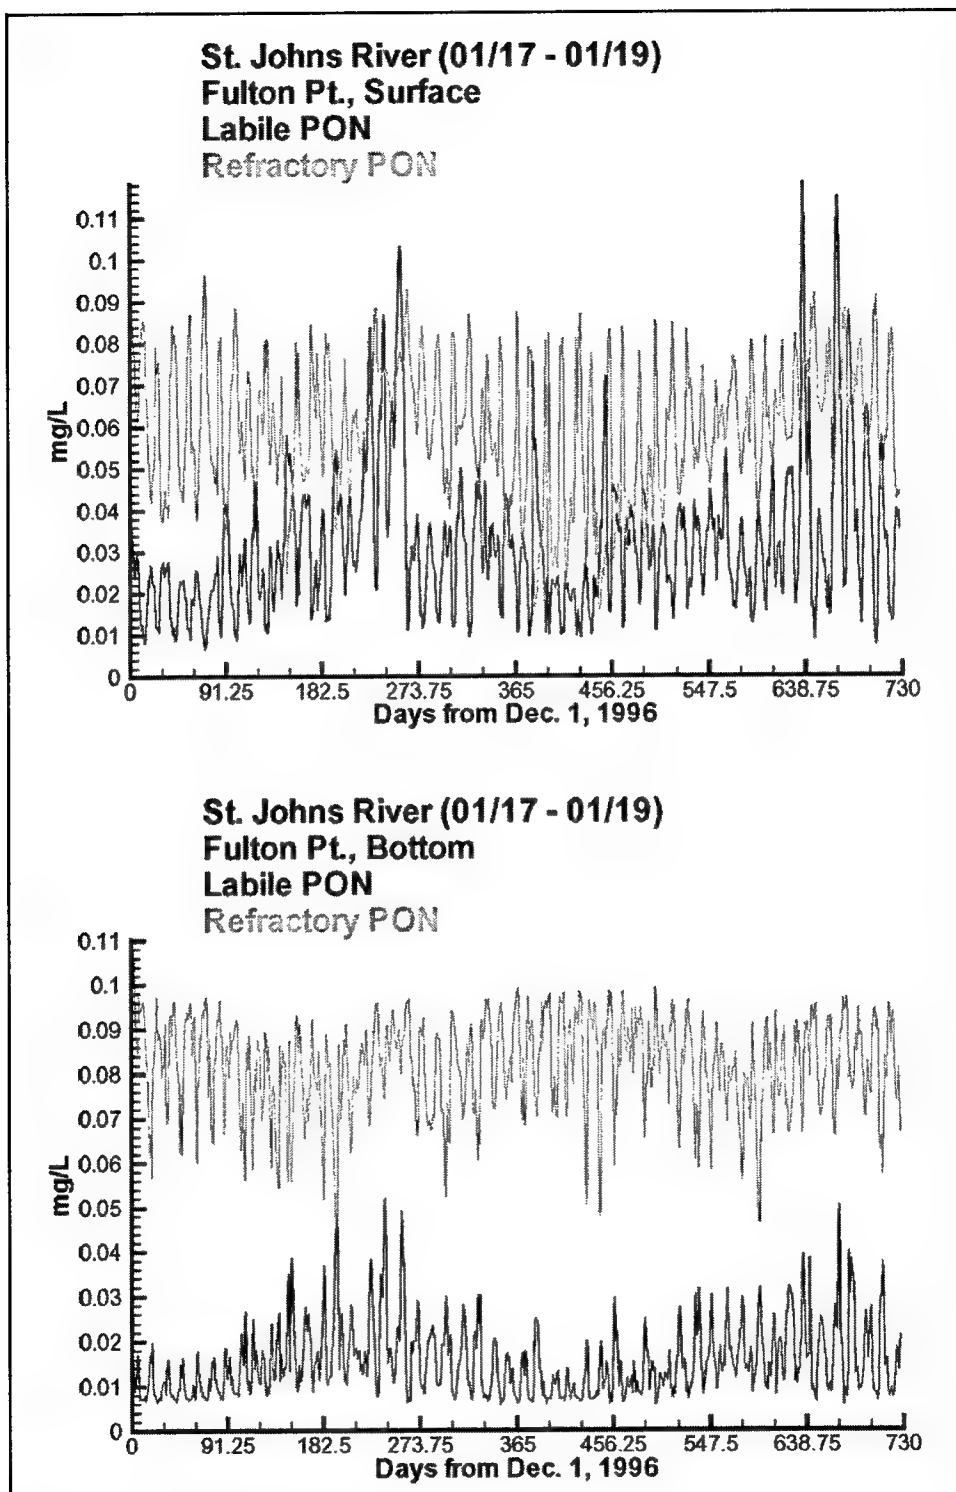 St. Johns River (01/17 - 01/19)
Fulton Pt., Surface
Labile PON
Refractory PON
0.11
0.1
0.09
0.08
0.07
0.06
0.05
0.04
0.03
0.02
0.01
0
mg/L
0 91.25 182.5 273.75 365 456.25 547.5 638.75 730
Days from Dec. 1, 1996
St. Johns River (01/17 - 01/19)
Fulton Pt., Bottom
Labile PON
Refractory PON
0.11
0.1
0.09
0.08
0.07
0.06
0.05
0.04
0.03
0.02
0.01
0
mg/L
0 91.25 182.5 273.75 365 456.25 547.5 638.75 730
Days from Dec. 1, 1996